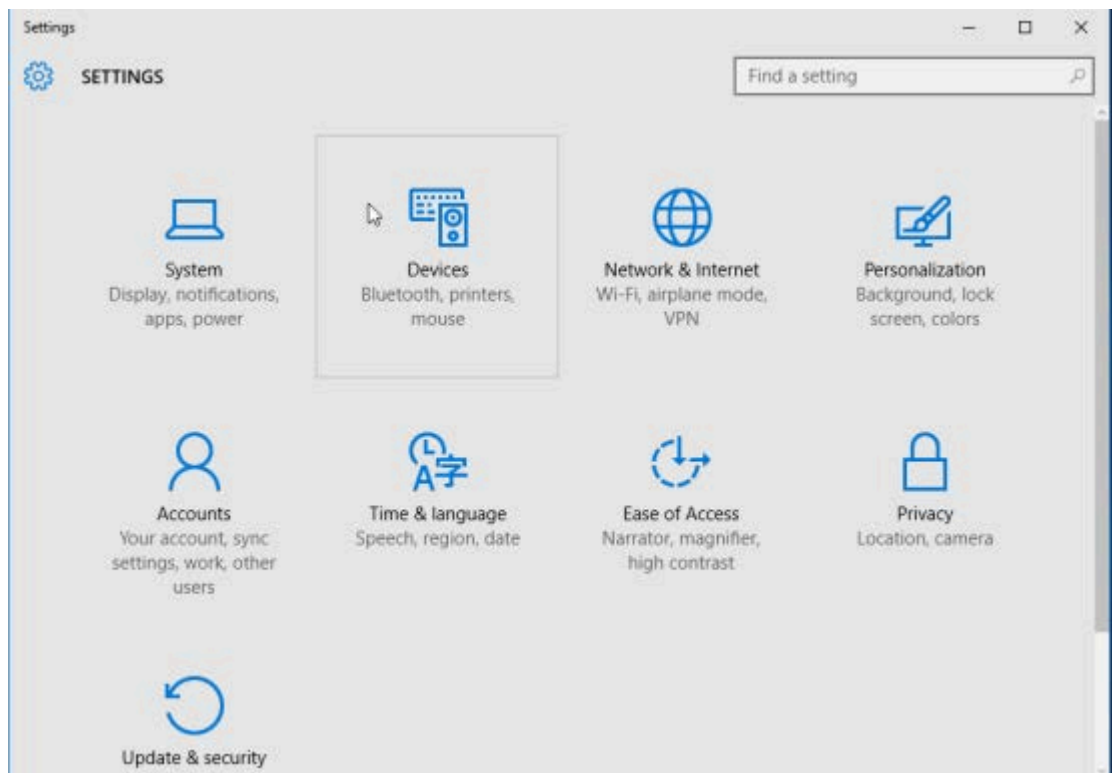 Settings
SETTINGS
Find a setting
System
Display, notifications,
apps, power
Devices
Bluetooth, printers,
mouse
Network & Internet
Wi-Fi, airplane mode,
VPN
Personalization
Background, lock
screen, colors
Accounts
Your account, sync
settings, work, other
users
A字
Time & language
Speech, region, date
Ease of Access
Narrator, magnifier,
high contrast
Privacy
Location, camera
Update & security